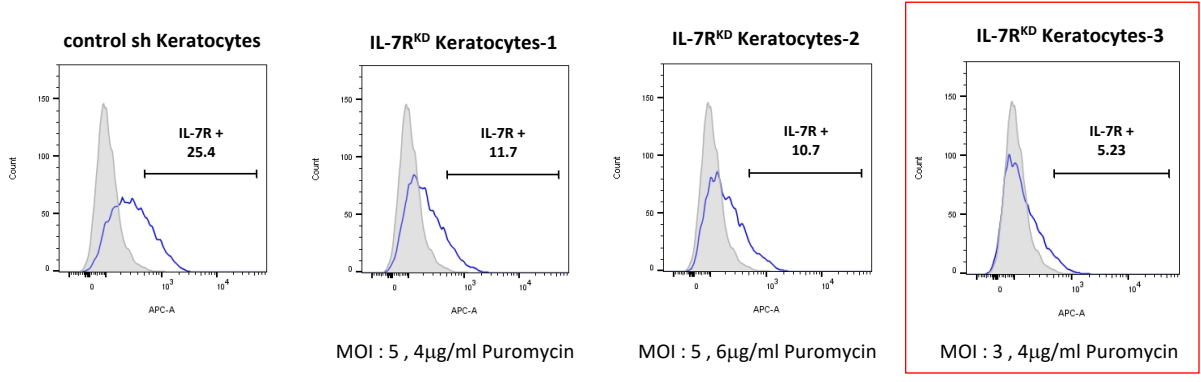 control sh Keratocytes
150
100
50
0
Count
IL-7R +
25.4
0
10³
10⁴
APC-A
IL-7Rᴷᴰ Keratocytes-1
150
100
50
0
Count
IL-7R +
11.7
0
10³
10⁴
APC-A
MOI : 5 , 4μg/ml Puromycin
IL-7Rᴷᴰ Keratocytes-2
150
100
50
0
Count
IL-7R +
10.7
0
10³
10⁴
APC-A
MOI : 5 , 6μg/ml Puromycin
IL-7Rᴷᴰ Keratocytes-3
150
100
50
0
Count
IL-7R +
5.23
0
10³
10⁴
APC-A
MOI : 3 , 4μg/ml Puromycin